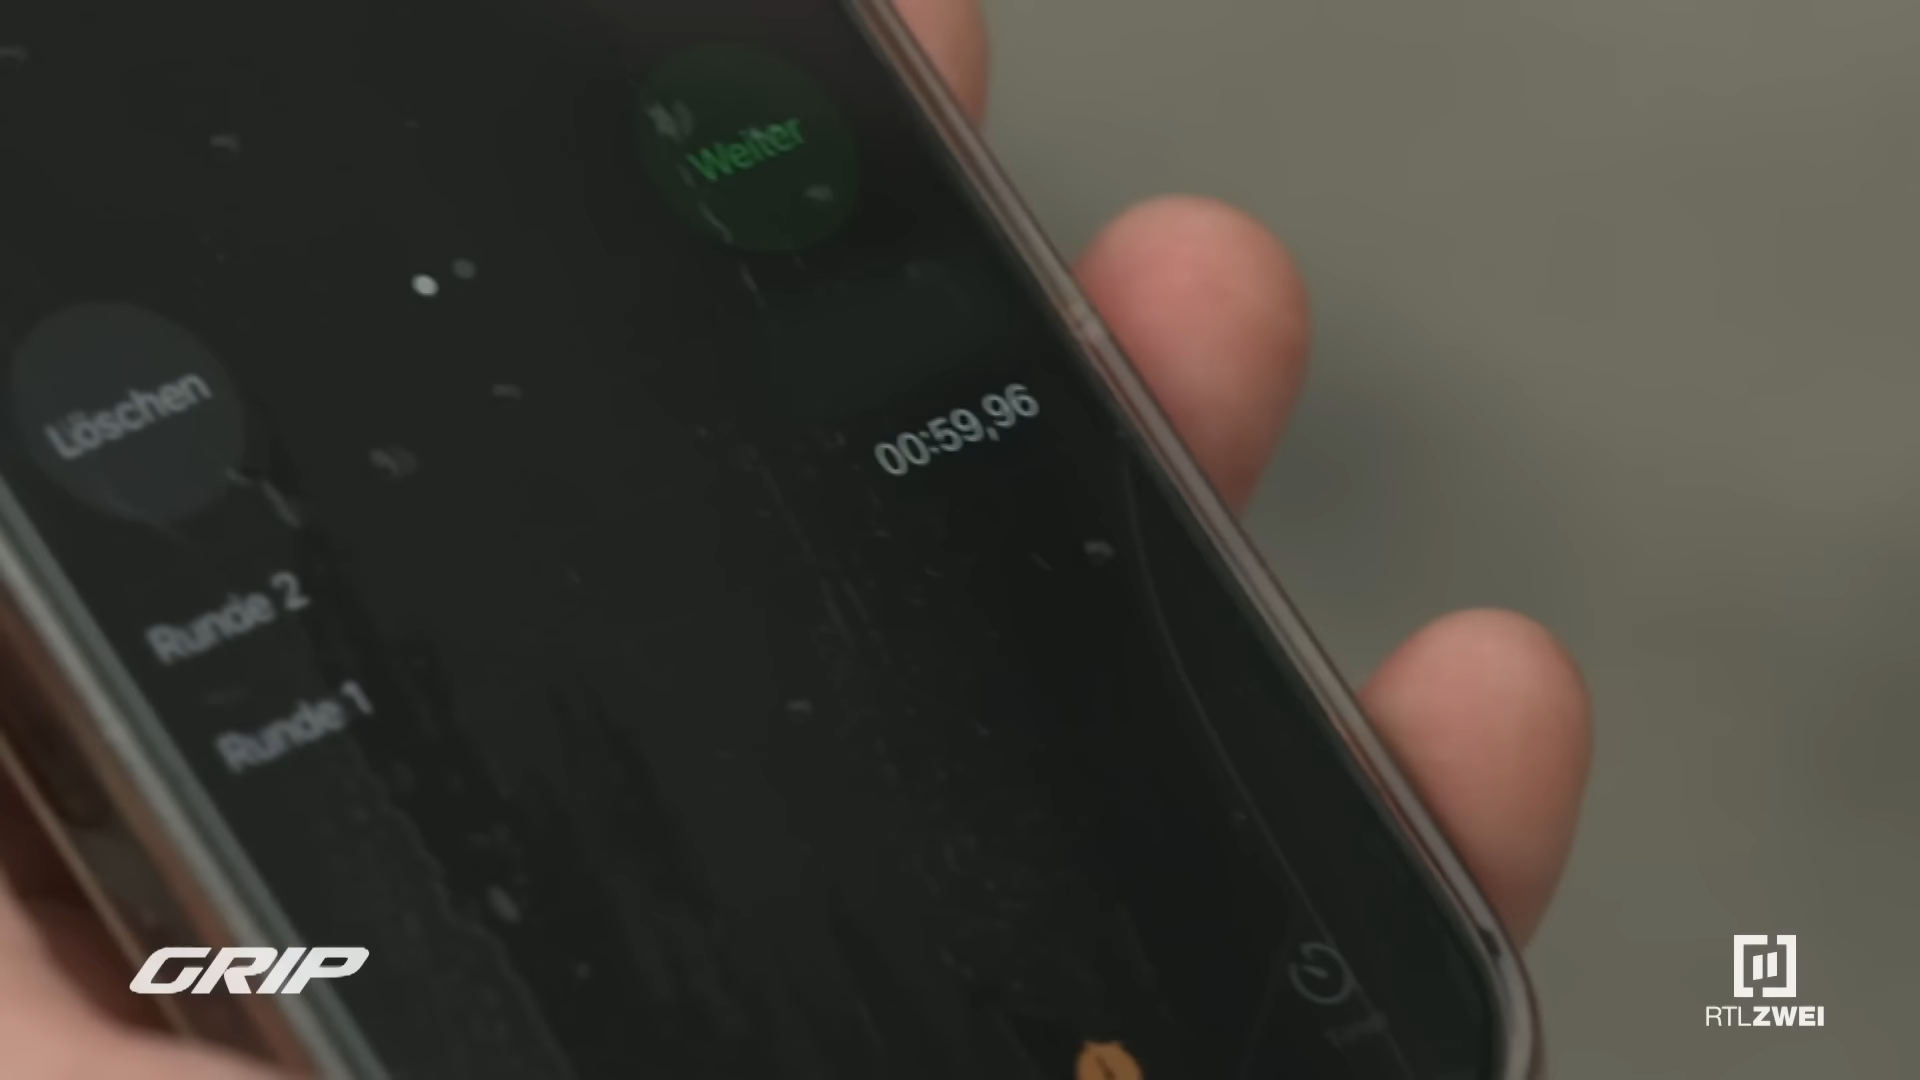 Weiter
Löschen
00:59,96
Runde 2
Runde 1
GRIP
RTLZWEI